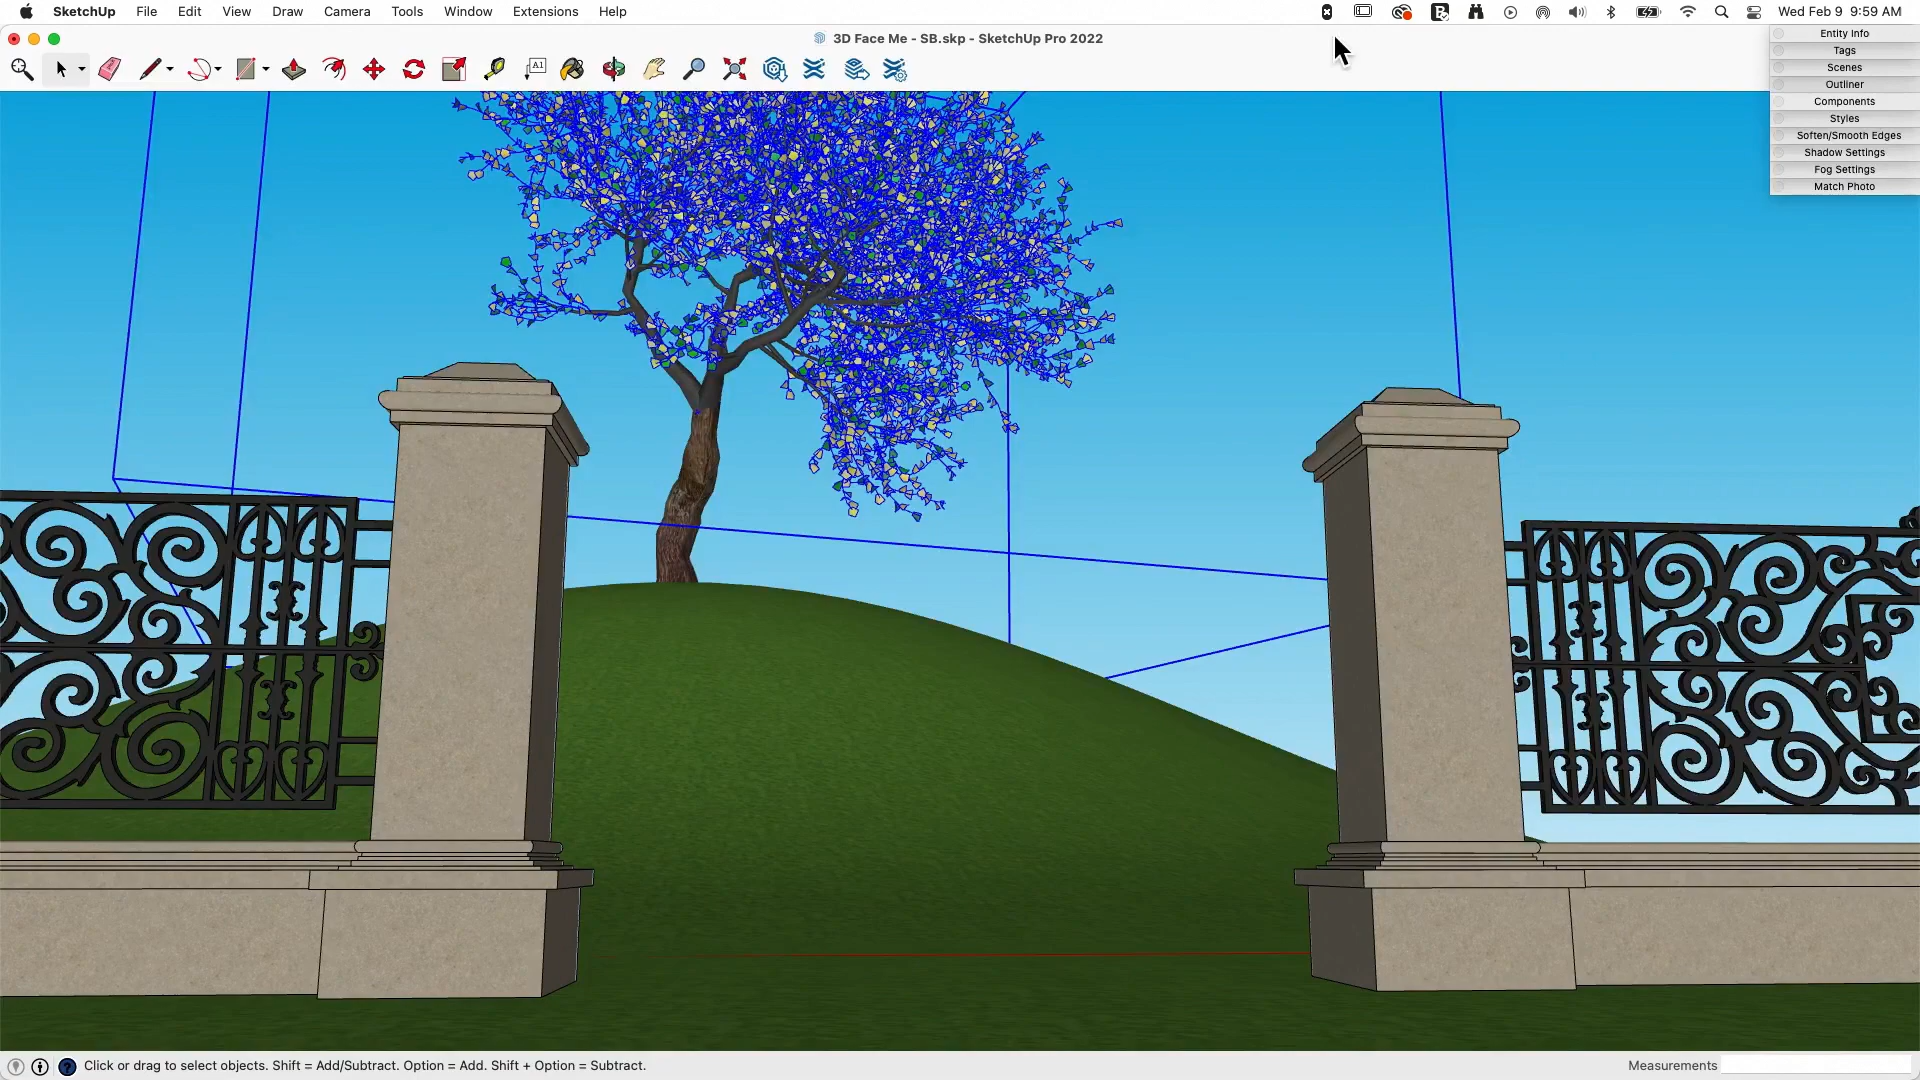 SketchUp File Edit View Draw Camera Tools Window Extensions Help Wed Feb 9 9:59 AM
3D Face Me - SB.skp - SketchUp Pro 2022
A1
Entity Info
Tags
Scenes
Outliner
Components
Styles
Soften/Smooth Edges
Shadow Settings
Fog Settings
Match Photo
Click or drag to select objects. Shift = Add/Subtract. Option = Add. Shift + Option = Subtract. Measurements